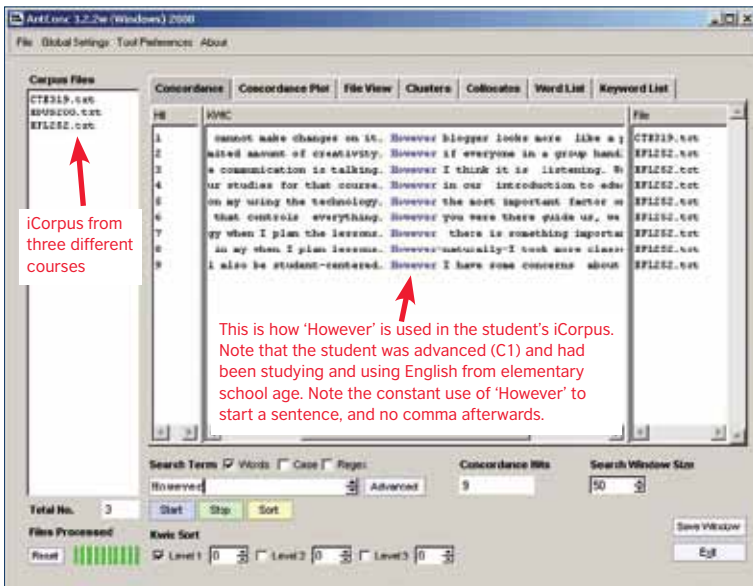 AntConc 3.2.2w (Windows) 2008
File Global Settings Tool Preferences About
Corpus Files
CTE319.txt
EFL252.txt
iCorpus from
three different
courses
Total No. 3
Files Processed
Reset
Concordance Concordance Plot File View Clusters Collocates Word List Keyword List
Hit KWIC File
1 cannot make changes on it. However blogger looks more like a CTE319.txt
2 amount of creativity. However if everyone in a group hand EFL252.txt
3 communication is talking. However I think it is listening. EFL252.txt
4 ur studies for that course. However in our introduction to edu EFL252.txt
5 on my using the technology. However the most important factor EFL252.txt
6 that controls everything. However you were there guide us, we EFL252.txt
7 gy when I plan the lessons. However there is something importa EFL252.txt
8 in my when I plan lessons. However naturally-I took more EFL252.txt
9 i also be student-centered. However I have some concerns about EFL252.txt
This is how ‘However’ is used in the student’s iCorpus.
Note that the student was advanced (C1) and had
been studying and using English from elementary
school age. Note the constant use of ‘However’ to
start a sentence, and no comma afterwards.
Search Term Words Case Regex Concordance Hits Search Window Size
However Advanced 9 50
Start Stop Sort
Save Window
Kwic Sort
Level 1 0 Level 2 0 Level 3 0
Exit